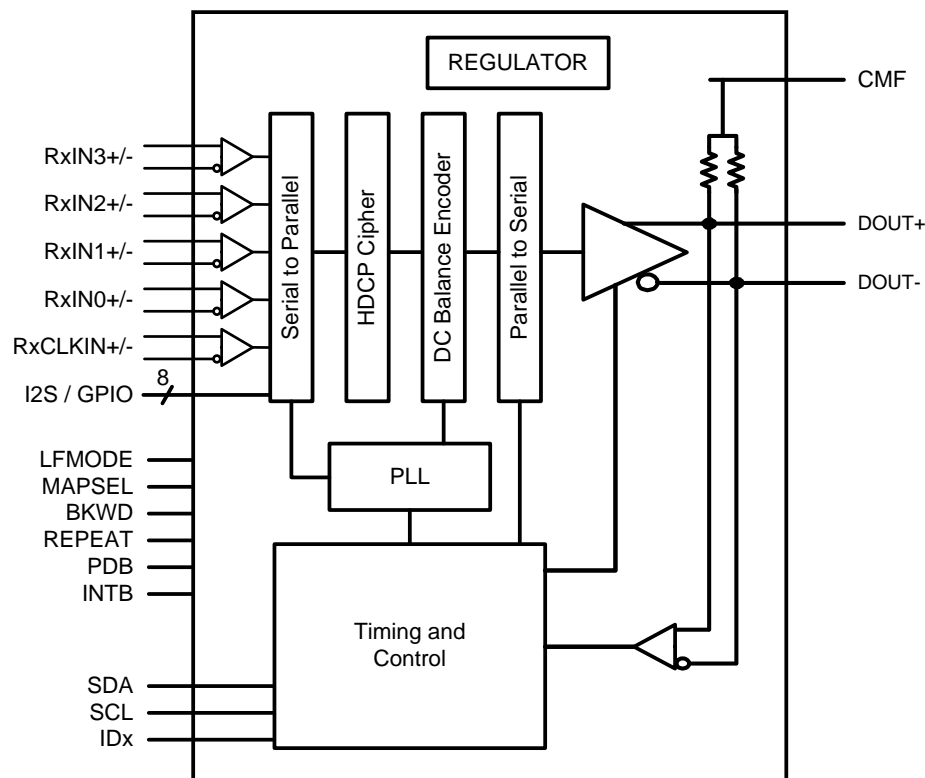 REGULATOR
CMF
RxIN3+/-
RxIN2+/-
RxIN1+/-
RxIN0+/-
RxCLKIN+/-
I2S / GPIO
8
Serial to Parallel
HDCP Cipher
DC Balance Encoder
Parallel to Serial
DOUT+
DOUT-
LFMODE
MAPSEL
BKWD
REPEAT
PDB
INTB
PLL
Timing and
Control
SDA
SCL
IDx